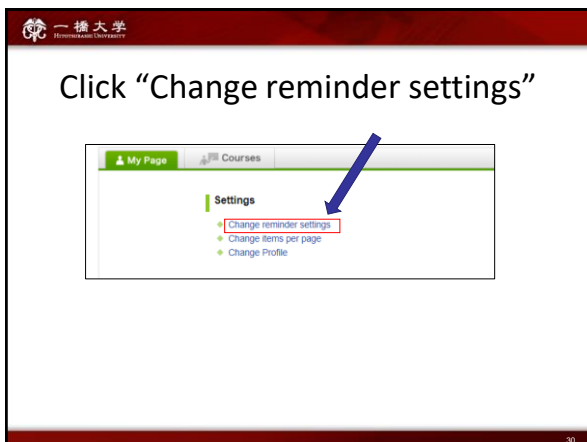 一橋大学
HITOTSUBASHI UNIVERSITY
Click “Change reminder settings”
My Page
Courses
Settings
Change reminder settings
Change items per page
Change Profile
30